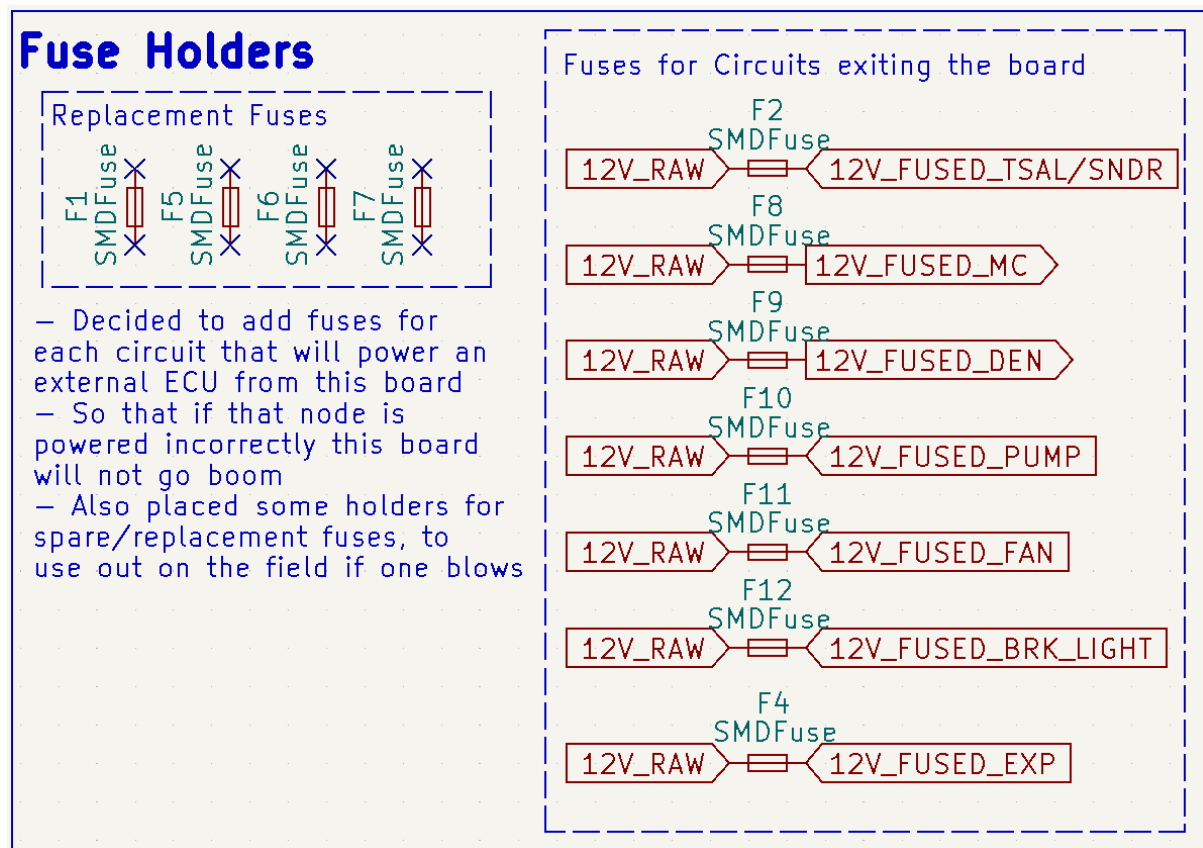 Fuse Holders
Replacement Fuses
F1
SMDFuse
F5
SMDFuse
F6
SMDFuse
F7
SMDFuse
– Decided to add fuses for
each circuit that will power an
external ECU from this board
– So that if that node is
powered incorrectly this board
will not go boom
– Also placed some holders for
spare/replacement fuses, to
use out on the field if one blows
Fuses for Circuits exiting the board
F2
SMDFuse
12V_RAW 12V_FUSED_TSAL/SNDR
F8
SMDFuse
12V_RAW 12V_FUSED_MC
F9
SMDFuse
12V_RAW 12V_FUSED_DEN
F10
SMDFuse
12V_RAW 12V_FUSED_PUMP
F11
SMDFuse
12V_RAW 12V_FUSED_FAN
F12
SMDFuse
12V_RAW 12V_FUSED_BRK_LIGHT
F4
SMDFuse
12V_RAW 12V_FUSED_EXP